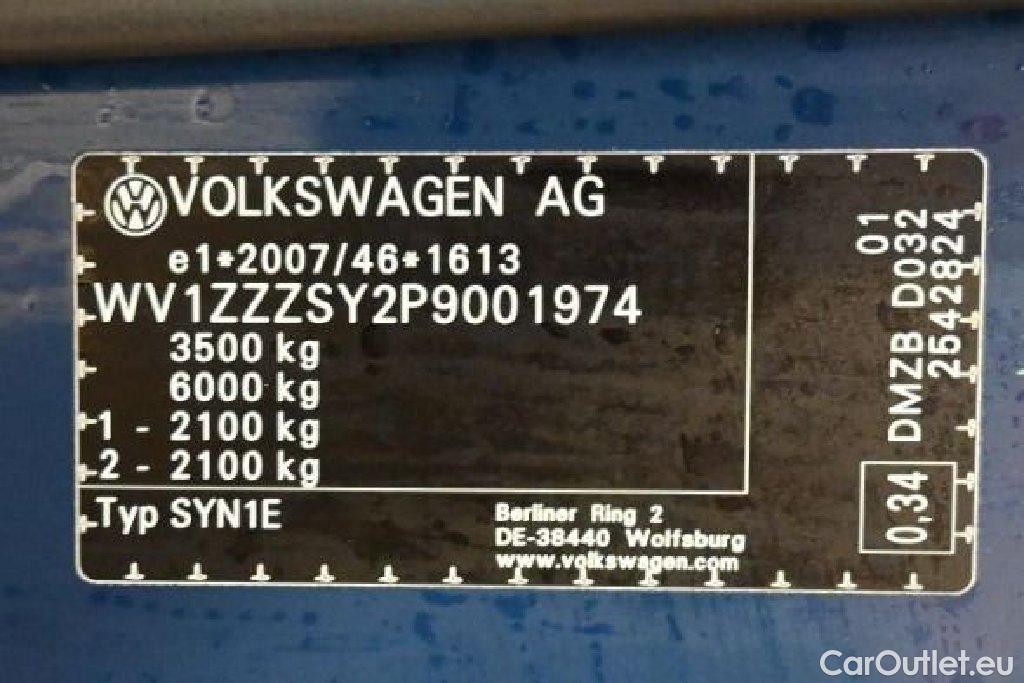 VOLKSWAGEN AG
e1*2007/46*1613
WV1ZZZSY2P9001974
3500 kg
6000 kg
1 - 2100 kg
2 - 2100 kg
Typ SYN1E
Berliner Ring 2
DE-38440 Wolfsburg
www.volkswagen.com
01
DMZB D032
2542824
0,34
CarOutlet.eu